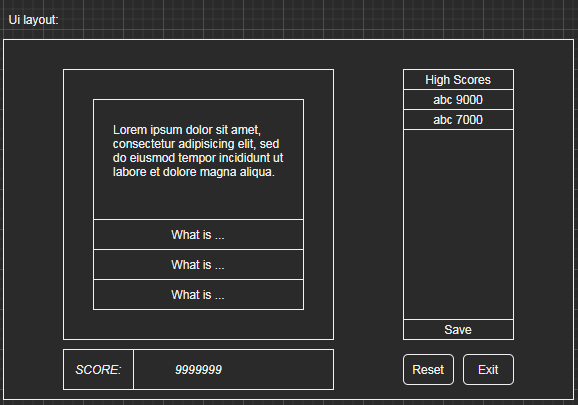 Ui layout:
Lorem ipsum dolor sit amet,
consectetur adipisicing elit, sed
do eiusmod tempor incididunt ut
labore et dolore magna aliqua.
What is ...
What is ...
What is ...
SCORE:
9999999
High Scores
abc 9000
abc 7000
Save
Reset
Exit